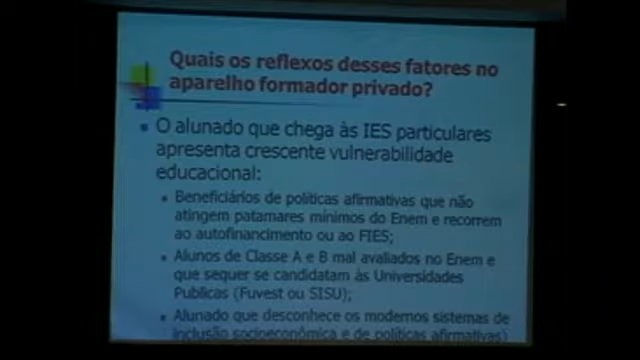 Quais os reflexos desses fatores no
aparelho formador privado?
O alunado que chega às IES particulares
apresenta crescente vulnerabilidade
educacional:
Beneficiários de políticas afirmativas que não
atingem patamares mínimos do Enem e recorrem
ao autofinancimento ou ao FIES;
Alunos de Classe A e B mal avaliados no Enem e
que sequer se candidatam às Universidades
Publicas (Fuvest ou SISU);
Alunado que desconhece os modernos sistemas de
inclusão socioeconômica e de políticas afirmativas)